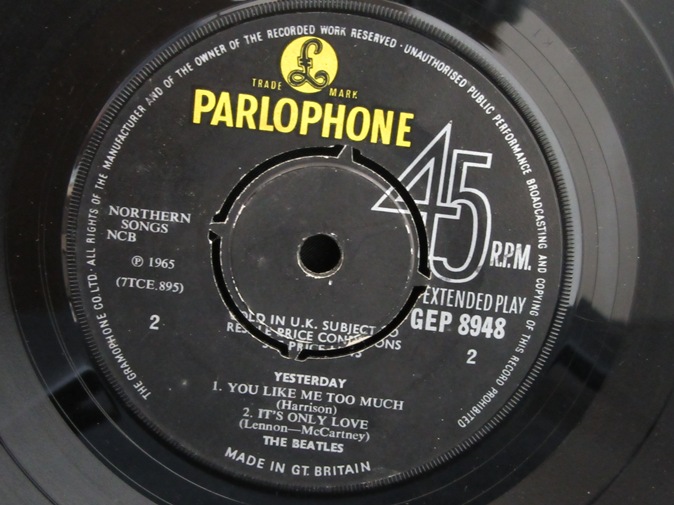 THE GRAMOPHONE CO. LTD. · ALL RIGHTS OF THE MANUFACTURER AND OF THE OWNER OF THE RECORDED WORK RESERVED · UNAUTHORISED PUBLIC PERFORMANCE BROADCASTING AND COPYING OF THIS RECORD PROHIBITED
£
TRADE MARK
PARLOPHONE
45
R.P.M.
NORTHERN
SONGS
NCB
℗ 1965
(7TCE.895)
EXTENDED PLAY
GEP 8948
2
2
IN U.K. SUBJECT
PRICE
YESTERDAY
1. YOU LIKE ME TOO MUCH
(Harrison)
2. IT'S ONLY LOVE
(Lennon—McCartney)
THE BEATLES
MADE IN GT. BRITAIN